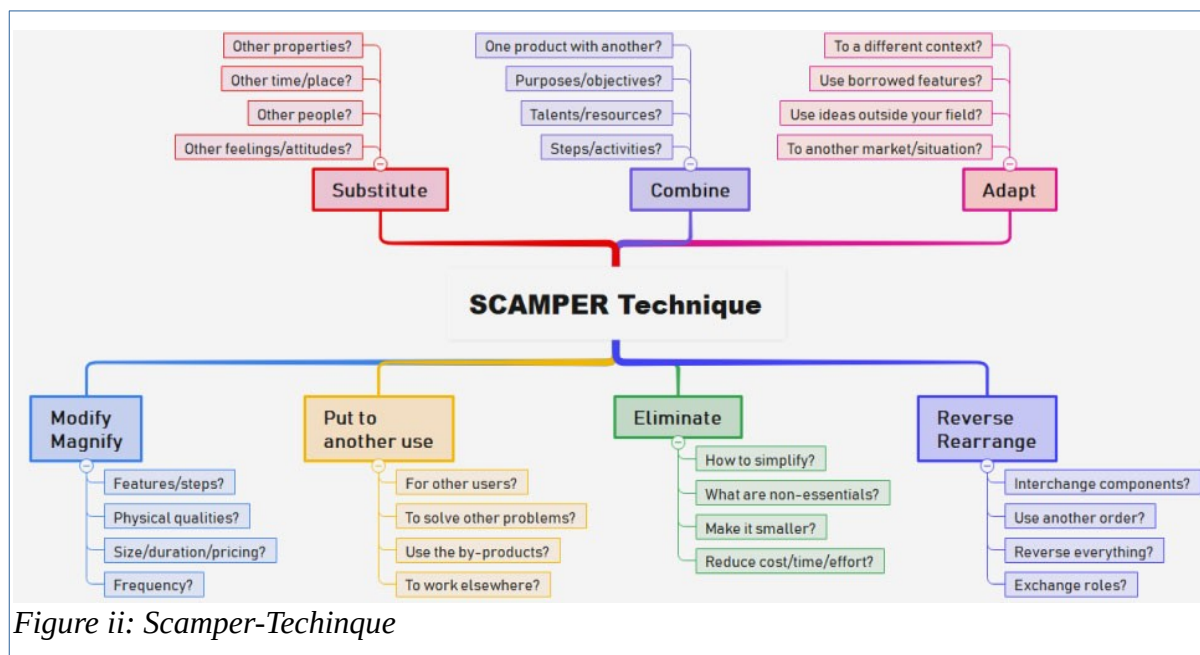 Other properties?
Other time/place?
Other people?
Other feelings/attitudes?
Substitute
One product with another?
Purposes/objectives?
Talents/resources?
Steps/activities?
Combine
To a different context?
Use borrowed features?
Use ideas outside your field?
To another market/situation?
Adapt
SCAMPER Technique
Modify
Magnify
Features/steps?
Physical qualities?
Size/duration/pricing?
Frequency?
Put to
another use
For other users?
To solve other problems?
Use the by-products?
To work elsewhere?
Eliminate
How to simplify?
What are non-essentials?
Make it smaller?
Reduce cost/time/effort?
Reverse
Rearrange
Interchange components?
Use another order?
Reverse everything?
Exchange roles?
Figure ii: Scamper-Techinque